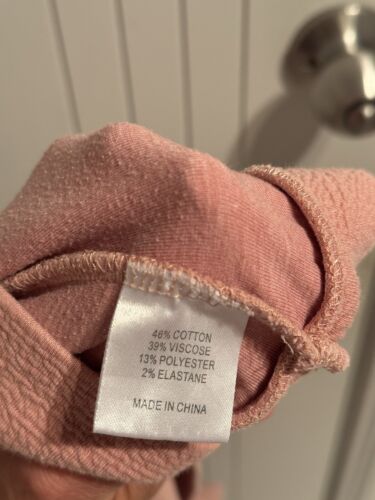 46% COTTON
39% VISCOSE
13% POLYESTER
2% ELASTANE
MADE IN CHINA